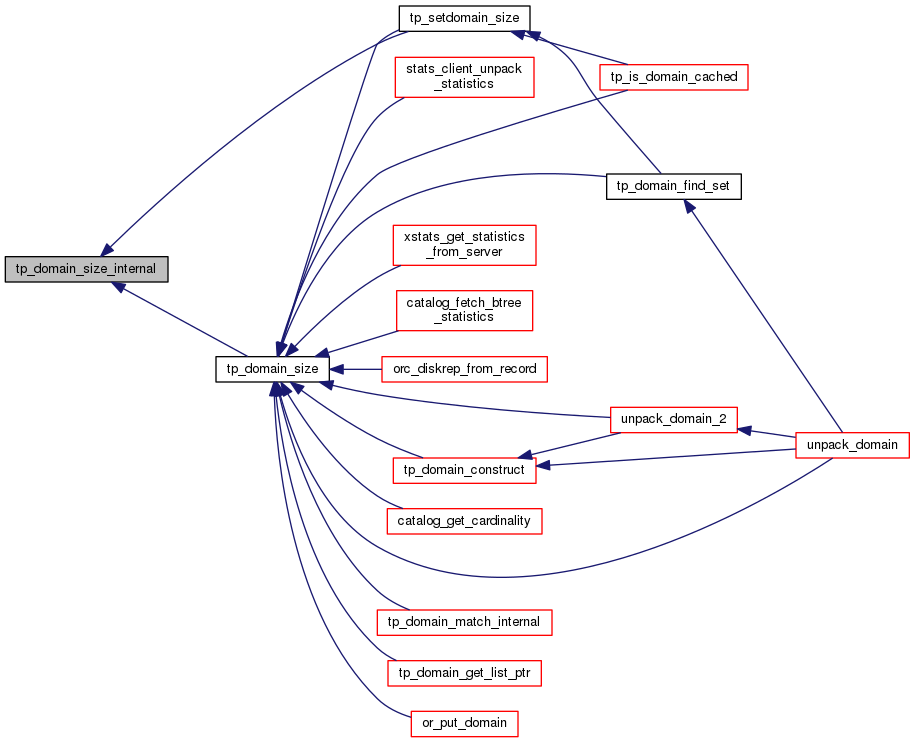 tp_setdomain_size
stats_client_unpack
_statistics
tp_is_domain_cached
tp_domain_find_set
xstats_get_statistics
_from_server
tp_domain_size_internal
catalog_fetch_btree
_statistics
tp_domain_size
orc_diskrep_from_record
unpack_domain_2
unpack_domain
tp_domain_construct
catalog_get_cardinality
tp_domain_match_internal
tp_domain_get_list_ptr
or_put_domain